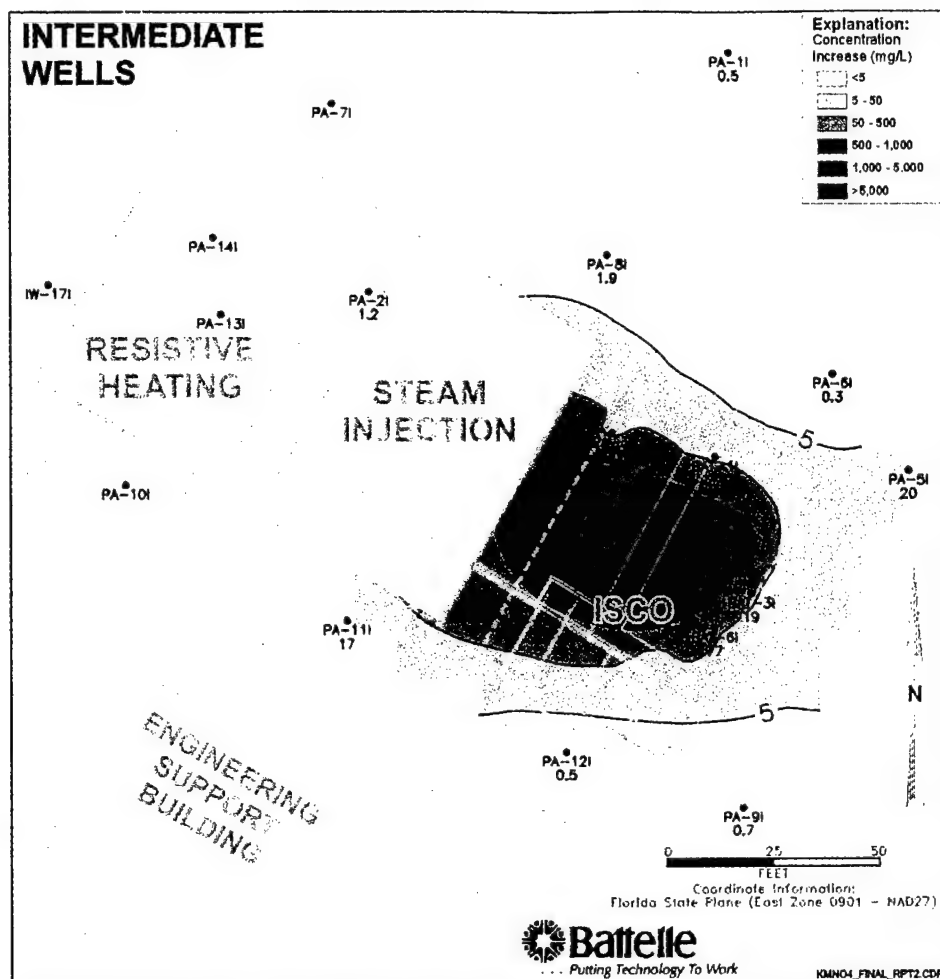 INTERMEDIATE
WELLS
Explanation:
Concentration
Increase (mg/L)
<5
5 - 50
50 - 500
500 - 1,000
1,000 - 5,000
>5,000
PA-1I
0.5
PA-7I
PA-14I
IW-17I
PA-13I
PA-2I
1.2
PA-8I
1.9
RESISTIVE
HEATING
STEAM
INJECTION
PA-6I
0.3
5
PA-5I
20
PA-10I
ISCO
PA-11I
17
5
N
ENGINEERING
SUPPORT
BUILDING
PA-12I
0.5
PA-9I
0.7
0 25 50
FEET
Coordinate Information:
Florida State Plane (East Zone 0901 - NAD27)
Battelle
... Putting Technology To Work
KMNO4_FINAL_RPT2.CDR